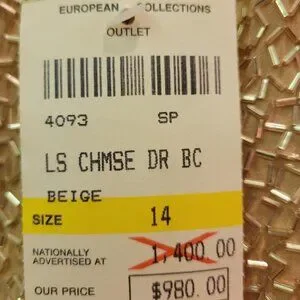 EUROPEAN COLLECTIONS
OUTLET
4093 SP
LS CHMSE DR BC
BEIGE
SIZE 14
NATIONALLY
ADVERTISED AT 1,400.00
OUR PRICE $980.00